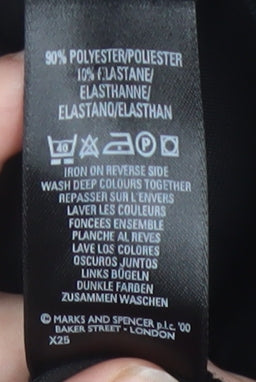 90% POLYESTER/POLIESTER
10% ELASTANE/
ELASTHANNE/
ELASTANO/ELASTHAN
40 P
IRON ON REVERSE SIDE
WASH DEEP COLOURS TOGETHER
REPASSER SUR L'ENVERS
LAVER LES COULEURS
FONCÉES ENSEMBLE
PLANCHE AL REVES
LAVE LOS COLORES
OSCUROS JUNTOS
LINKS BÜGELN
DUNKLE FARBEN
ZUSAMMEN WASCHEN
© MARKS AND SPENCER p.l.c. '00
BAKER STREET - LONDON
X25